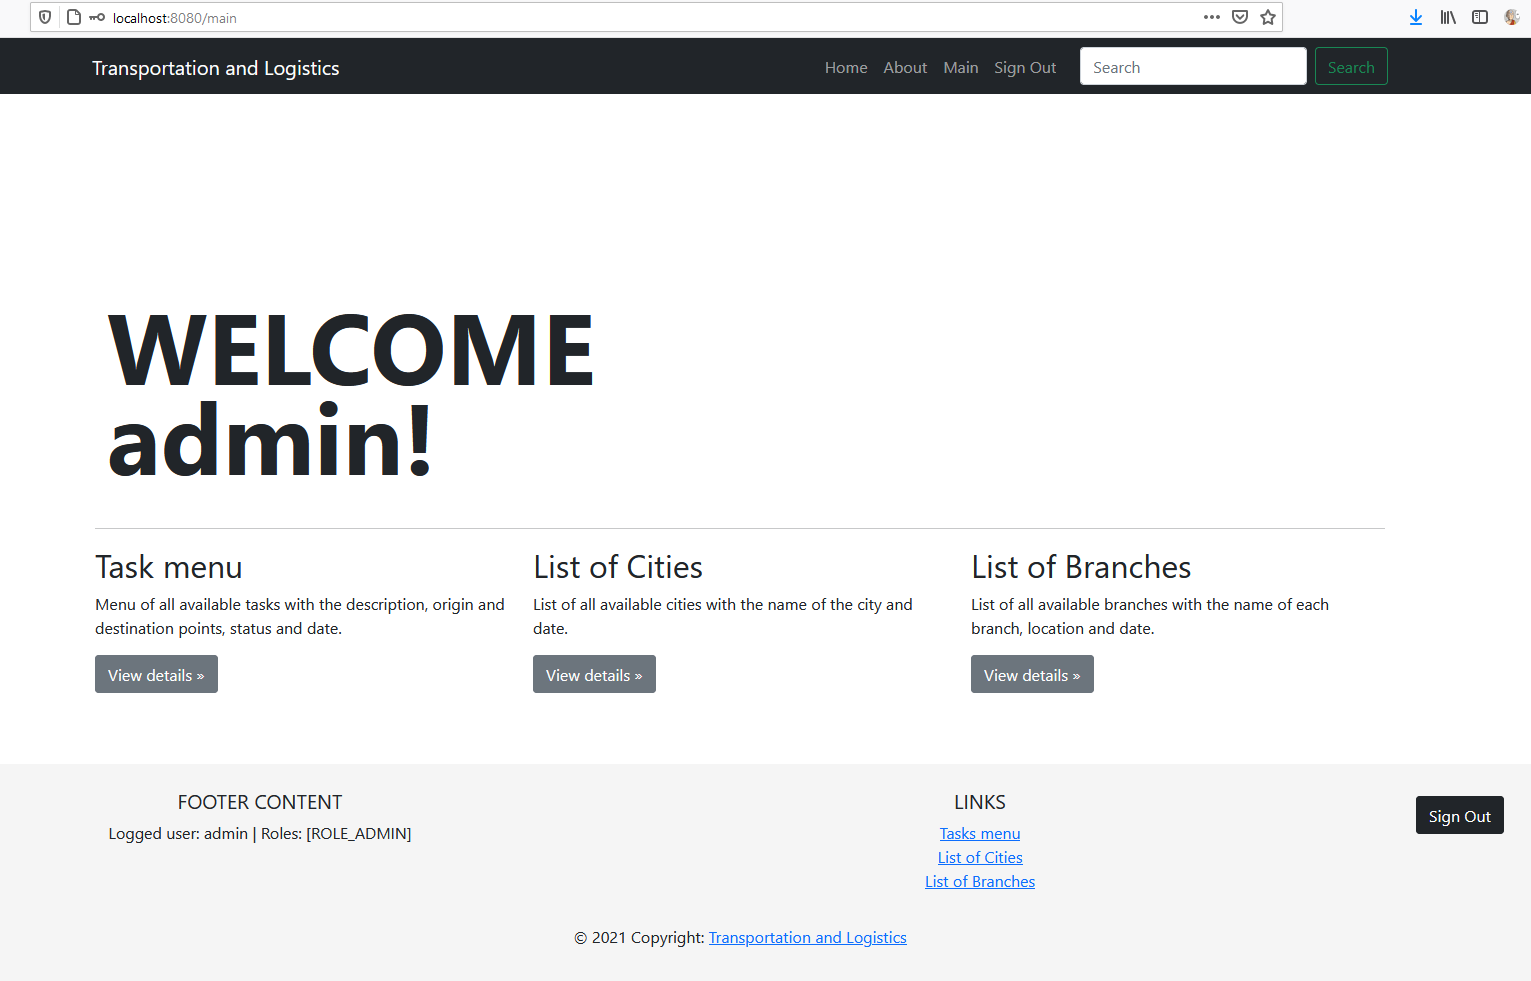 localhost:8080/main
Transportation and Logistics Home About Main Sign Out Search Search
WELCOME
admin!
Task menu
Menu of all available tasks with the description, origin and
destination points, status and date.
View details »
List of Cities
List of all available cities with the name of the city and
date.
View details »
List of Branches
List of all available branches with the name of each
branch, location and date.
View details »
FOOTER CONTENT
Logged user: admin | Roles: [ROLE_ADMIN]
LINKS
Tasks menu
List of Cities
List of Branches
Sign Out
© 2021 Copyright: Transportation and Logistics